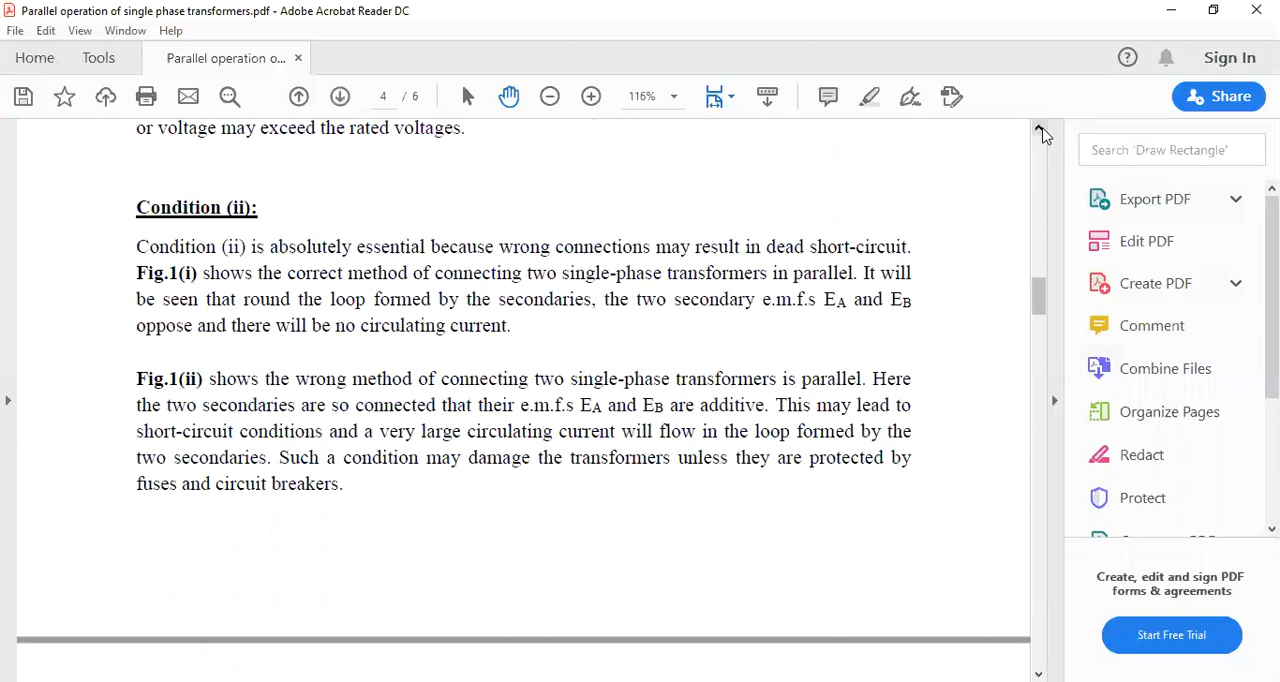 Parallel operation of single phase transformers.pdf - Adobe Acrobat Reader DC
File Edit View Window Help
Home Tools Parallel operation o... × Sign In
4 / 6 116% Share
or voltage may exceed the rated voltages.
Search 'Draw Rectangle'
Export PDF
Condition (ii):
Edit PDF
Condition (ii) is absolutely essential because wrong connections may result in dead short-circuit.
Fig.1(i) shows the correct method of connecting two single-phase transformers in parallel. It will
Create PDF
be seen that round the loop formed by the secondaries, the two secondary e.m.f.s EA and EB
oppose and there will be no circulating current.
Comment
Combine Files
Fig.1(ii) shows the wrong method of connecting two single-phase transformers is parallel. Here
the two secondaries are so connected that their e.m.f.s EA and EB are additive. This may lead to
Organize Pages
short-circuit conditions and a very large circulating current will flow in the loop formed by the
two secondaries. Such a condition may damage the transformers unless they are protected by
Redact
fuses and circuit breakers.
Protect
Create, edit and sign PDF
forms & agreements
Start Free Trial